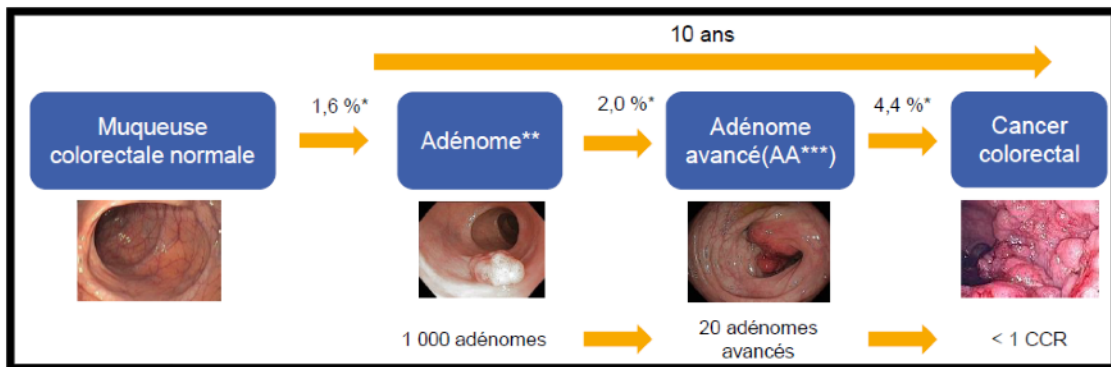 10 ans
1,6 %*
2,0 %*
4,4 %*
Muqueuse
colorectale normale
Adénome**
Adénome
avancé(AA***)
Cancer
colorectal
1 000 adénomes
20 adénomes
avancés
< 1 CCR